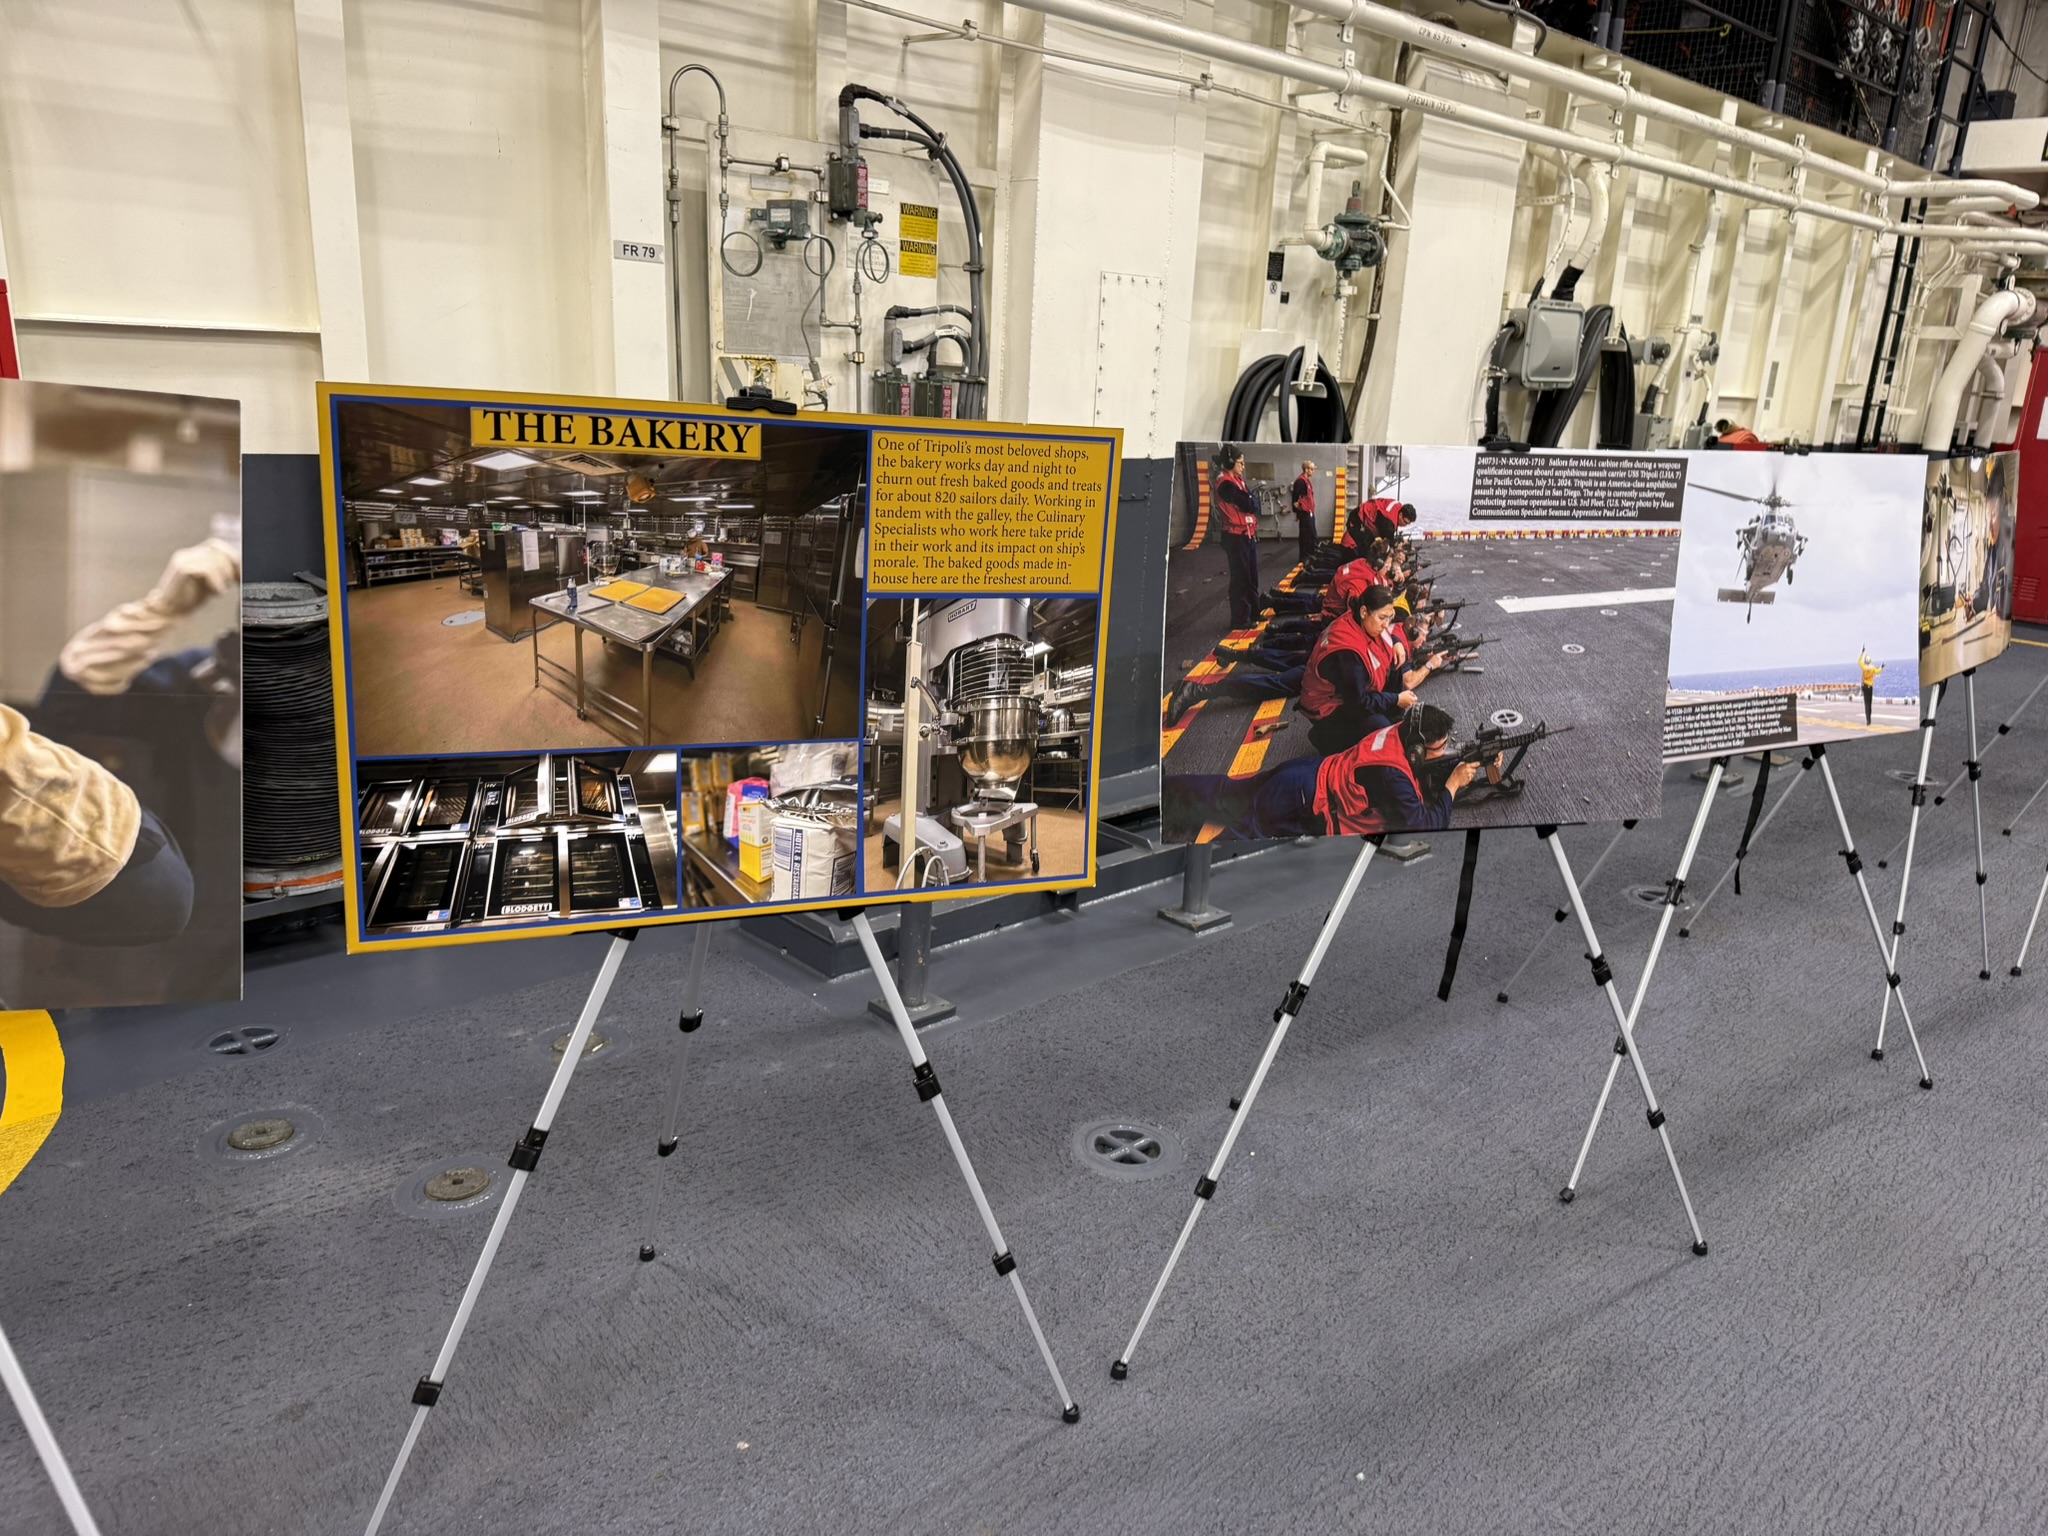 CPN 85 PSI
FIREMAIN 175 PSI
WARNING
WARNING
FR 79
THE BAKERY
One of Tripoli's most beloved shops,
the bakery works day and night to
churn out fresh baked goods and treats
for about 820 sailors daily. Working in
tandem with the galley, the Culinary
Specialists who work here take pride
in their work and its impact on ship's
morale. The baked goods made in-
house here are the freshest around.
HOBART
BLODGETT
BLODGETT
BLODGETT
240731-N-KX492-1710 Sailors fire M4A1 carbine rifles during a weapons
qualification course aboard amphibious assault carrier USS Tripoli (LHA 7)
in the Pacific Ocean, July 31, 2024. Tripoli is an America-class amphibious
assault ship homeported in San Diego. The ship is currently underway
conducting routine operations in U.S. 3rd Fleet. (U.S. Navy photo by Mass
Communication Specialist Seaman Apprentice Paul LeClair)